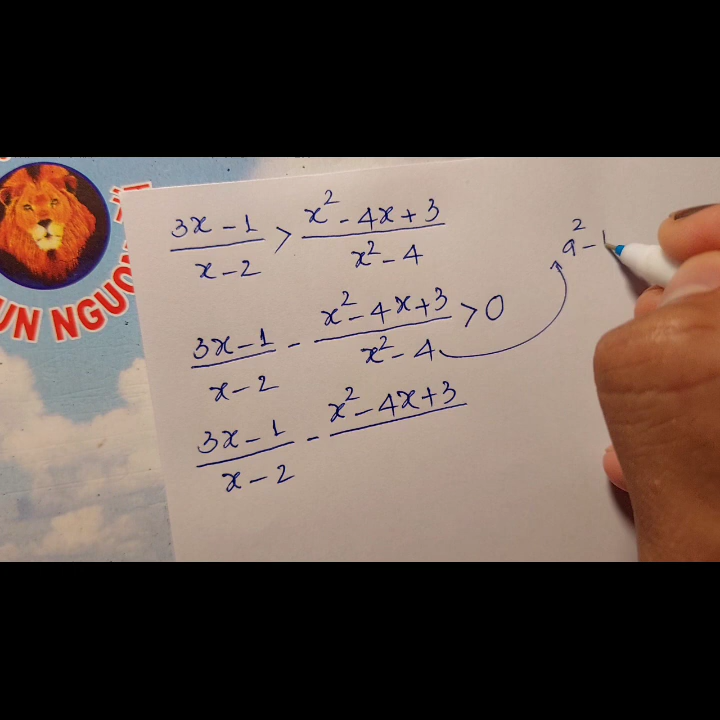 (3x-1)/(x-2) > (x²-4x+3)/(x²-4)
(3x-1)/(x-2) - (x²-4x+3)/(x²-4) > 0
a²-
(3x-1)/(x-2) - (x²-4x+3)/
UN NGUO